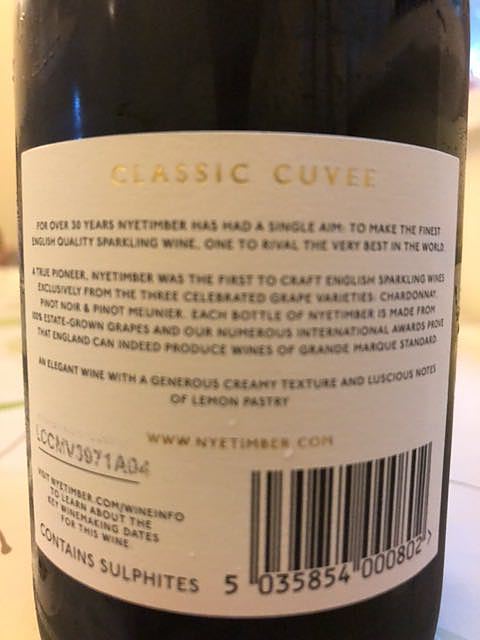 CLASSIC CUVEE
FOR OVER 30 YEARS NYETIMBER HAS HAD A SINGLE AIM: TO MAKE THE FINEST
ENGLISH QUALITY SPARKLING WINE, ONE TO RIVAL THE VERY BEST IN THE WORLD.
A TRUE PIONEER, NYETIMBER WAS THE FIRST TO CRAFT ENGLISH SPARKLING WINES
EXCLUSIVELY FROM THE THREE CELEBRATED GRAPE VARIETIES: CHARDONNAY,
PINOT NOIR & PINOT MEUNIER. EACH BOTTLE OF NYETIMBER IS MADE FROM
100% ESTATE-GROWN GRAPES AND OUR NUMEROUS INTERNATIONAL AWARDS PROVE
THAT ENGLAND CAN INDEED PRODUCE WINES OF GRANDE MARQUE STANDARD.
AN ELEGANT WINE WITH A GENEROUS CREAMY TEXTURE AND LUSCIOUS NOTES
OF LEMON PASTRY
WWW.NYETIMBER.COM
LCCMV3971A04
VISIT NYETIMBER.COM/WINEINFO
TO LEARN ABOUT THE
KEY WINEMAKING DATES
FOR THIS WINE
CONTAINS SULPHITES
5 035854 000802 >